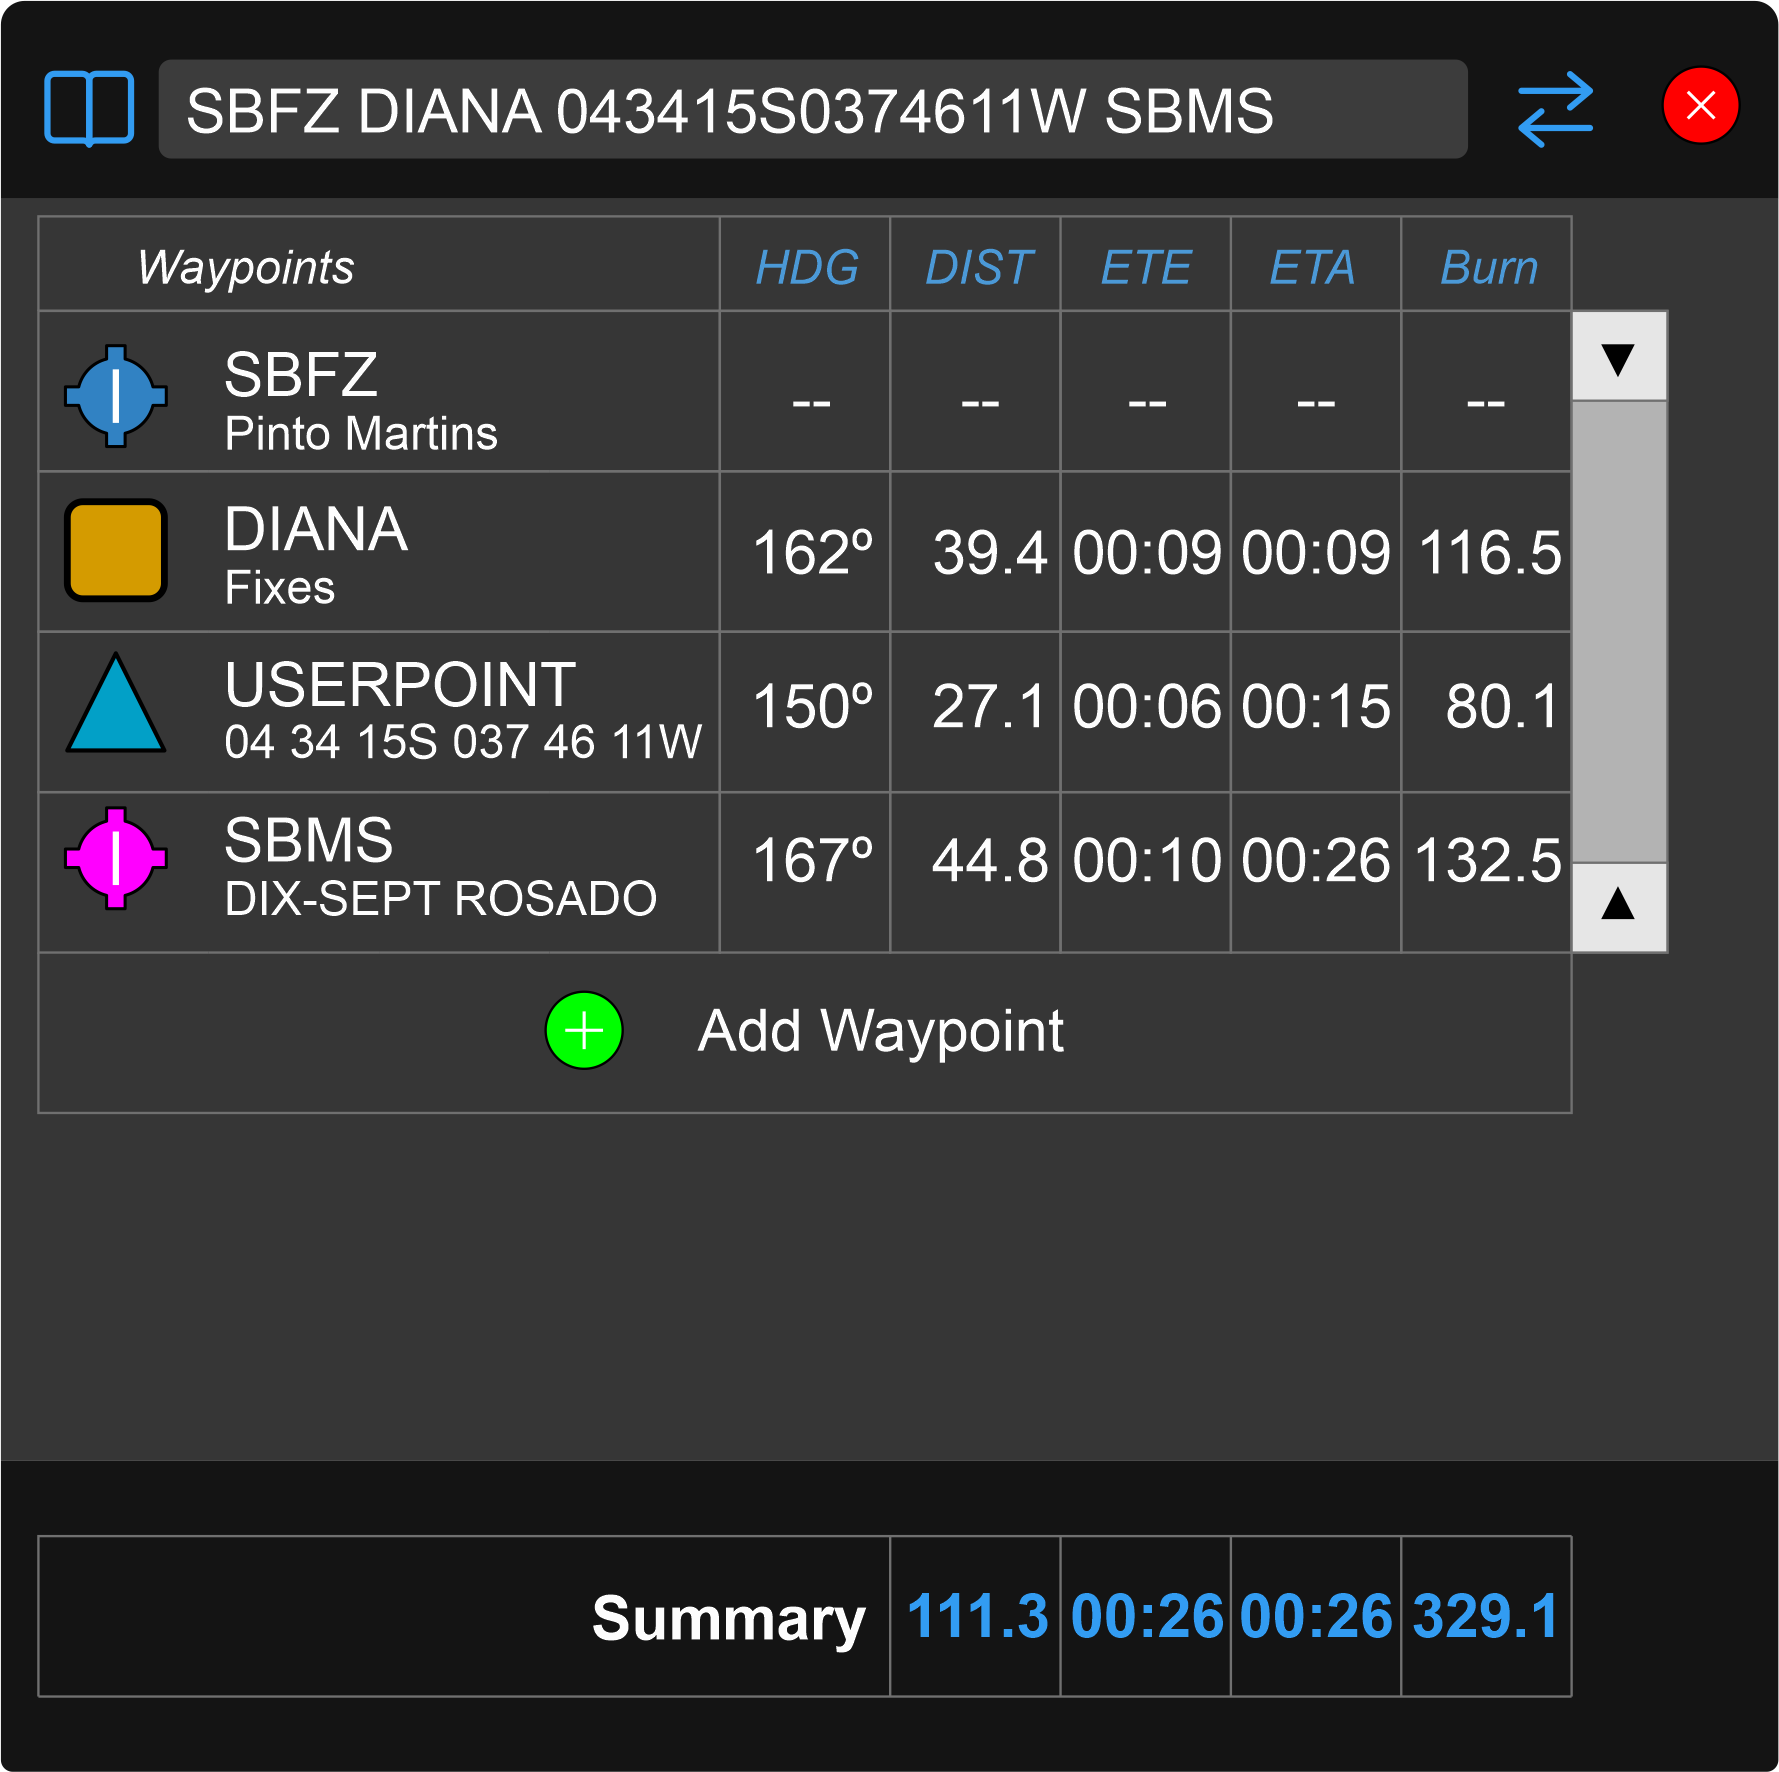 SBFZ DIANA 043415S0374611W SBMS
Waypoints HDG DIST ETE ETA Burn
SBFZ
Pinto Martins
-- -- -- -- --
DIANA
Fixes
162º 39.4 00:09 00:09 116.5
USERPOINT
04 34 15S 037 46 11W
150º 27.1 00:06 00:15 80.1
SBMS
DIX-SEPT ROSADO
167º 44.8 00:10 00:26 132.5
Add Waypoint
Summary 111.3 00:26 00:26 329.1